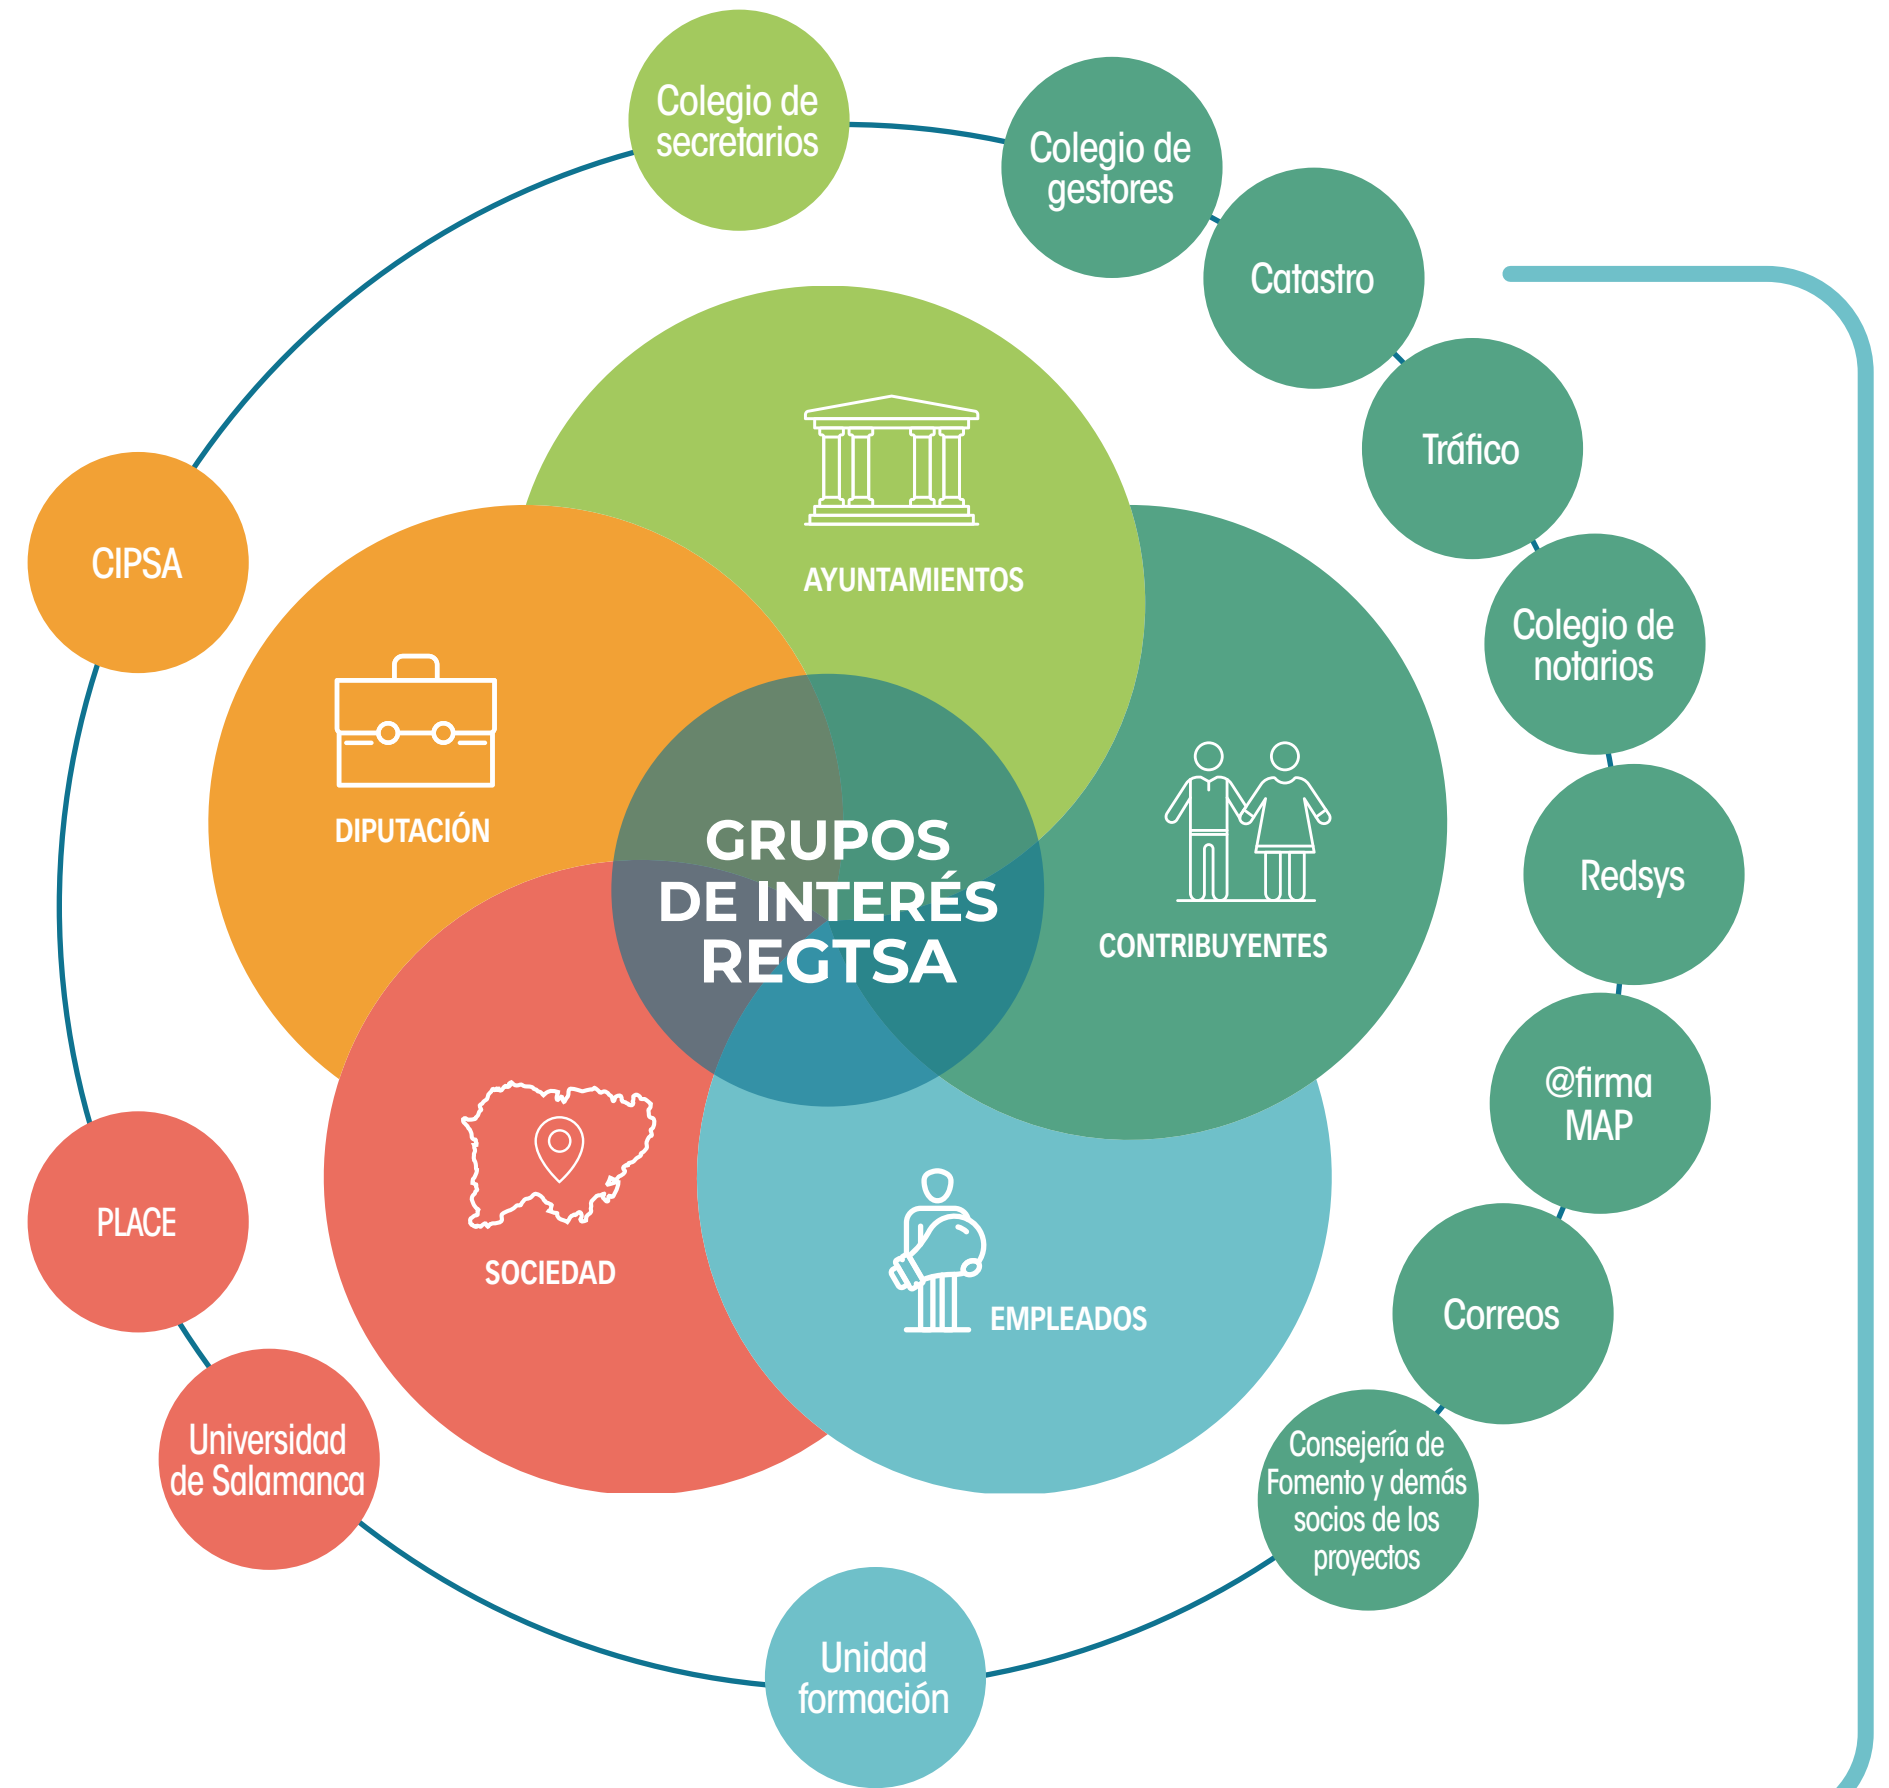 Colegio de
secretarios
Colegio de
gestores
Catastro
Tráfico
Colegio de
notarios
Redsys
@firma
MAP
Correos
Consejería de
Fomento y demás
socios de los
proyectos
Unidad
formación
Universidad
de Salamanca
PLACE
CIPSA
AYUNTAMIENTOS
DIPUTACIÓN
GRUPOS
DE INTERÉS
REGTSA
CONTRIBUYENTES
SOCIEDAD
EMPLEADOS